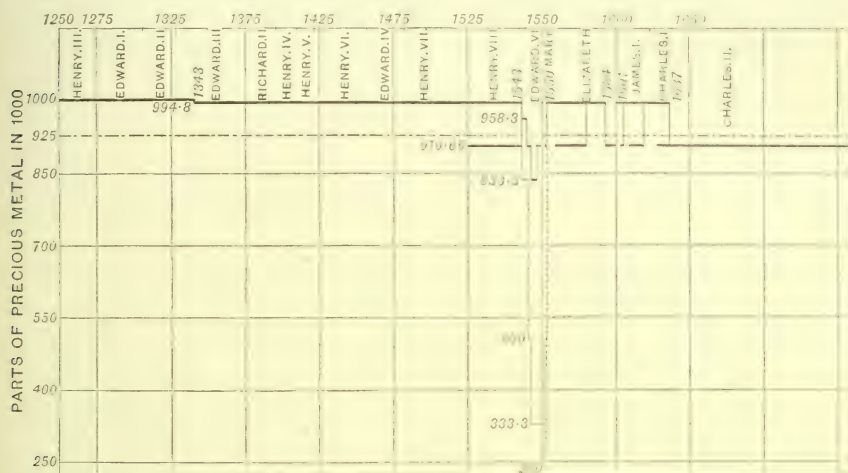 1250 1275 1325 1375 1425 1475 1525 1550
HENRY.III.
EDWARD.I.
EDWARD.II
1343
EDWARD.III
RICHARD.II.
HENRY.IV.
HENRY.V.
HENRY.VI.
EDWARD.IV
HENRY.VII.
HENRY.VIII.
1543
EDWARD.VI
MARY
ELIZABETH
JAMES.I.
CHARLES.I
1637
CHARLES.II.
PARTS OF PRECIOUS METAL IN 1000
1000
994·8
958·3
925
850
833·3
700
550
400
333·3
250